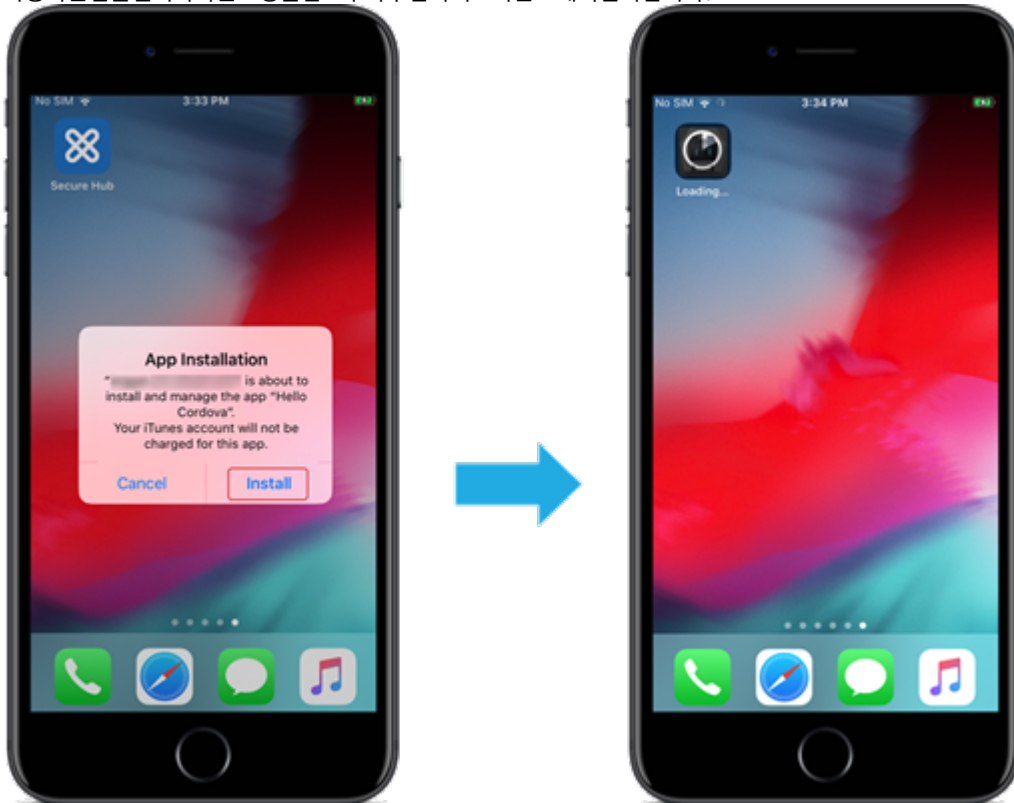 No SIM 3:33 PM
Secure Hub
App Installation
" is about to
install and manage the app "Hello
Cordova".
Your iTunes account will not be
charged for this app.
Cancel Install
No SIM 3:34 PM
Loading...